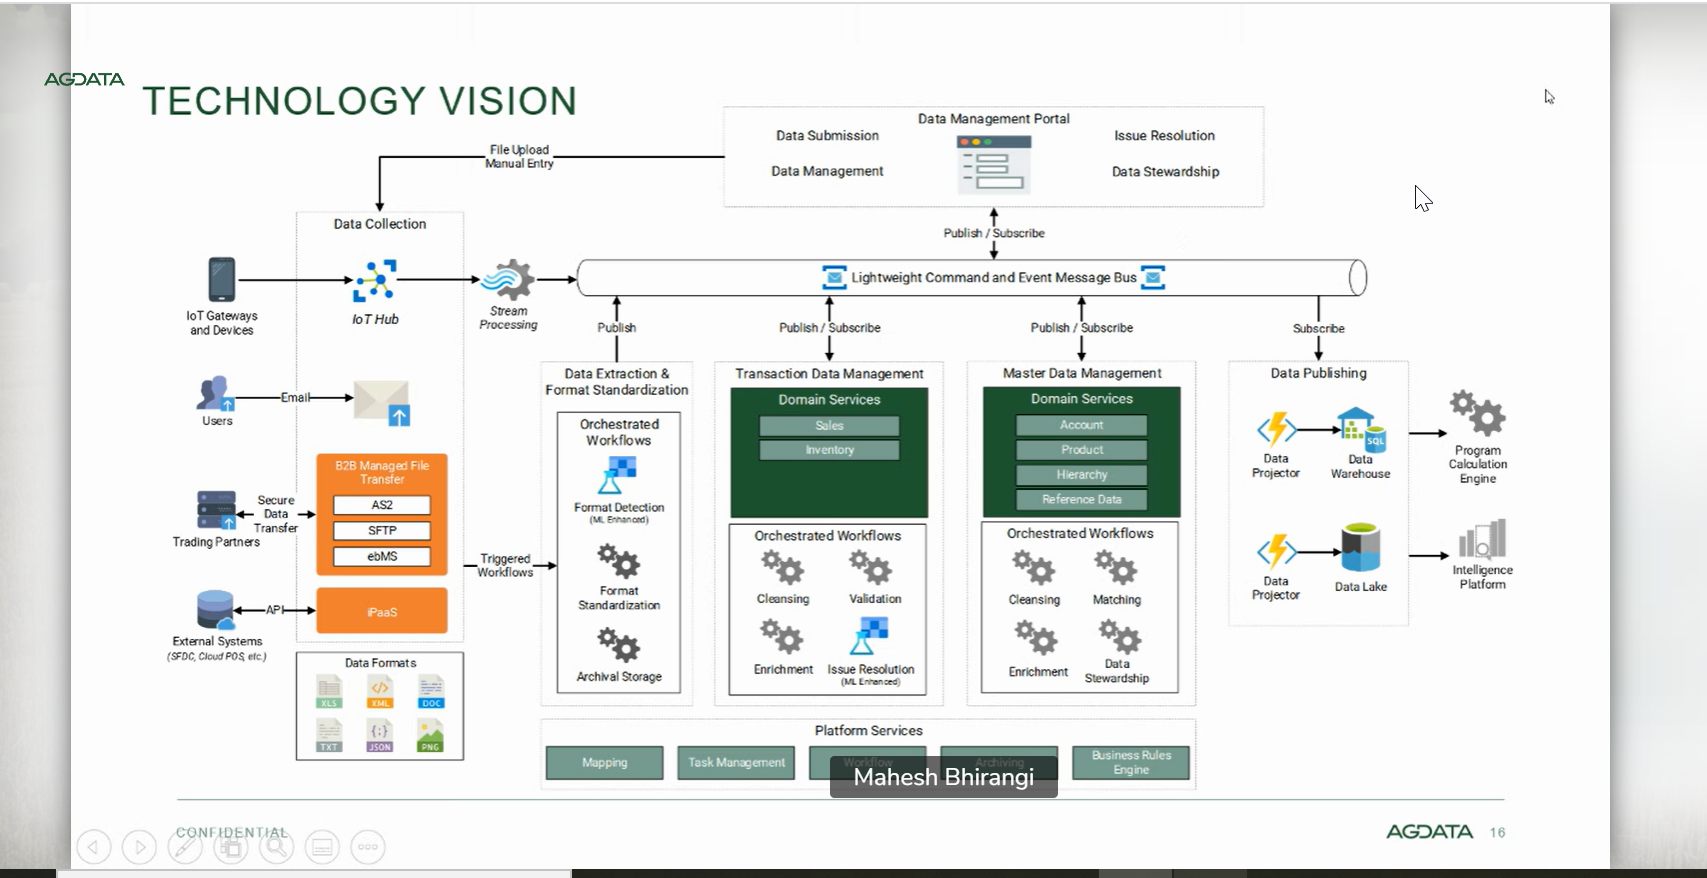 AGDATA
TECHNOLOGY VISION
Data Management Portal
Data Submission
Issue Resolution
Data Management
Data Stewardship
File Upload
Manual Entry
Publish / Subscribe
Data Collection
IoT Gateways
and Devices
IoT Hub
Stream
Processing
Lightweight Command and Event Message Bus
Publish
Publish / Subscribe
Publish / Subscribe
Subscribe
Users
Email
B2B Managed File
Transfer
AS2
SFTP
ebMS
Secure
Data
Transfer
Trading Partners
iPaaS
API
External Systems
(SFDC, Cloud POS, etc.)
Triggered
Workflows
Data Formats
XLS
XML
DOC
TXT
JSON
PNG
Data Extraction &
Format Standardization
Orchestrated
Workflows
Format Detection
(ML Enhanced)
Format
Standardization
Archival Storage
Transaction Data Management
Domain Services
Sales
Inventory
Orchestrated Workflows
Cleansing
Validation
Enrichment
Issue Resolution
(ML Enhanced)
Master Data Management
Domain Services
Account
Product
Hierarchy
Reference Data
Orchestrated Workflows
Cleansing
Matching
Enrichment
Data
Stewardship
Data Publishing
Data
Projector
SQL
Data
Warehouse
Program
Calculation
Engine
Data
Projector
Data Lake
Intelligence
Platform
Platform Services
Mapping
Task Management
Workflow
Archiving
Business Rules
Engine
Mahesh Bhirangi
CONFIDENTIAL
AGDATA 16